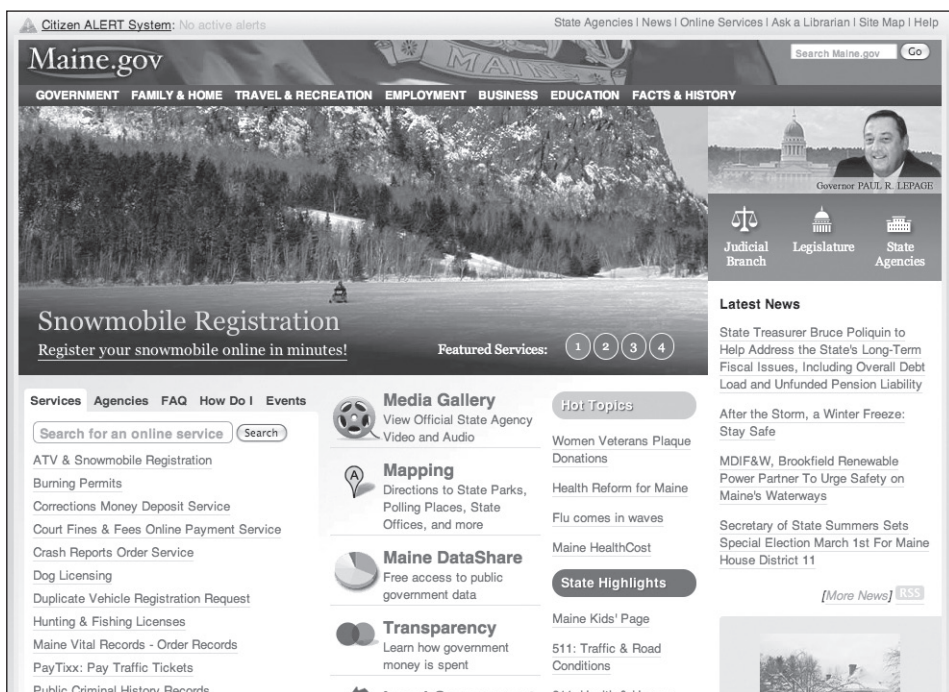 Citizen ALERT System: No active alerts
State Agencies | News | Online Services | Ask a Librarian | Site Map | Help
Maine.gov
MAINE
Search Maine.gov
Go
GOVERNMENT FAMILY & HOME TRAVEL & RECREATION EMPLOYMENT BUSINESS EDUCATION FACTS & HISTORY
Governor PAUL R. LEPAGE
Judicial
Branch
Legislature
State
Agencies
Snowmobile Registration
Register your snowmobile online in minutes!
Featured Services: 1 2 3 4
Services Agencies FAQ How Do I Events
Search for an online service Search
ATV & Snowmobile Registration
Burning Permits
Corrections Money Deposit Service
Court Fines & Fees Online Payment Service
Crash Reports Order Service
Dog Licensing
Duplicate Vehicle Registration Request
Hunting & Fishing Licenses
Maine Vital Records - Order Records
PayTixx: Pay Traffic Tickets
Public Criminal History Records
Media Gallery
View Official State Agency
Video and Audio
A
Mapping
Directions to State Parks,
Polling Places, State
Offices, and more
Maine DataShare
Free access to public
government data
Transparency
Learn how government
money is spent
Hot Topics
Women Veterans Plaque
Donations
Health Reform for Maine
Flu comes in waves
Maine HealthCost
State Highlights
Maine Kids' Page
511: Traffic & Road
Conditions
Latest News
State Treasurer Bruce Poliquin to
Help Address the State's Long-Term
Fiscal Issues, Including Overall Debt
Load and Unfunded Pension Liability
After the Storm, a Winter Freeze:
Stay Safe
MDIF&W, Brookfield Renewable
Power Partner To Urge Safety on
Maine's Waterways
Secretary of State Summers Sets
Special Election March 1st For Maine
House District 11
[More News] RSS